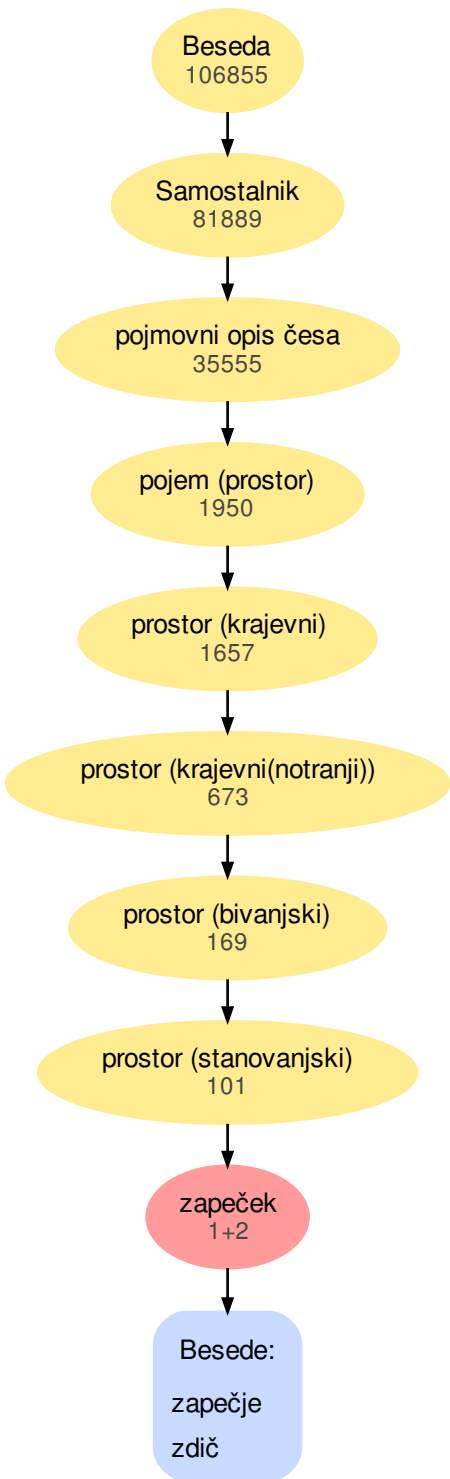 Beseda
106855
Samostalnik
81889
pojmovni opis česa
35555
pojem (prostor)
1950
prostor (krajevni)
1657
prostor (krajevni(notranji))
673
prostor (bivanjski)
169
prostor (stanovanjski)
101
zapeček
1+2
Besede:
zapečje
zdič